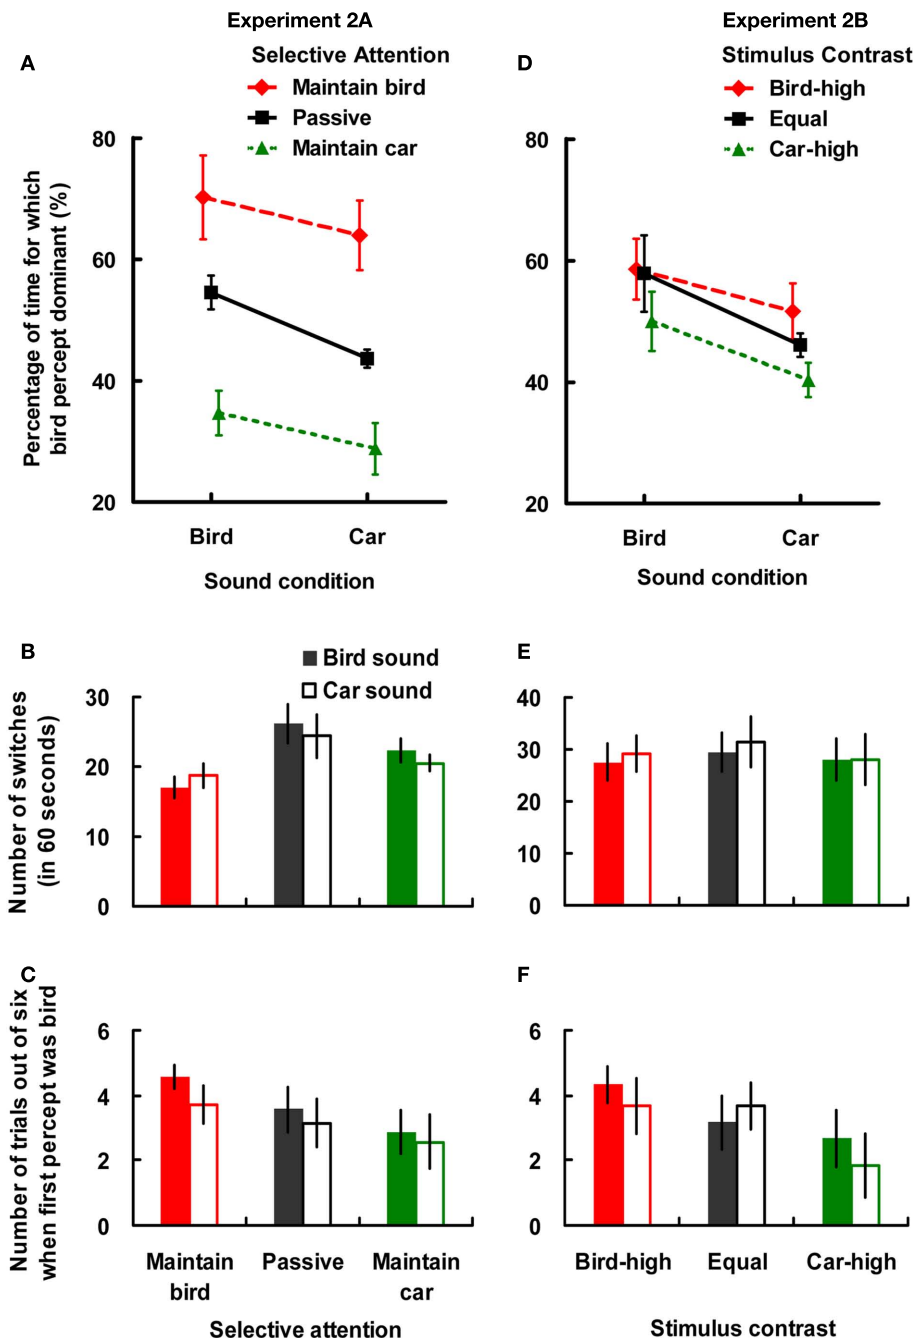 Experiment 2A
Experiment 2B
A
Selective Attention
Maintain bird
Passive
Maintain car
Percentage of time for which
bird percept dominant (%)
80
60
40
20
Bird
Car
Sound condition
D
Stimulus Contrast
Bird-high
Equal
Car-high
80
60
40
20
Bird
Car
Sound condition
B
Bird sound
Car sound
Number of switches
(in 60 seconds)
30
20
10
0
E
40
30
20
10
0
C
Number of trials out of six
when first percept was bird
6
4
2
0
Maintain
bird
Passive
Maintain
car
Selective attention
F
6
4
2
0
Bird-high
Equal
Car-high
Stimulus contrast